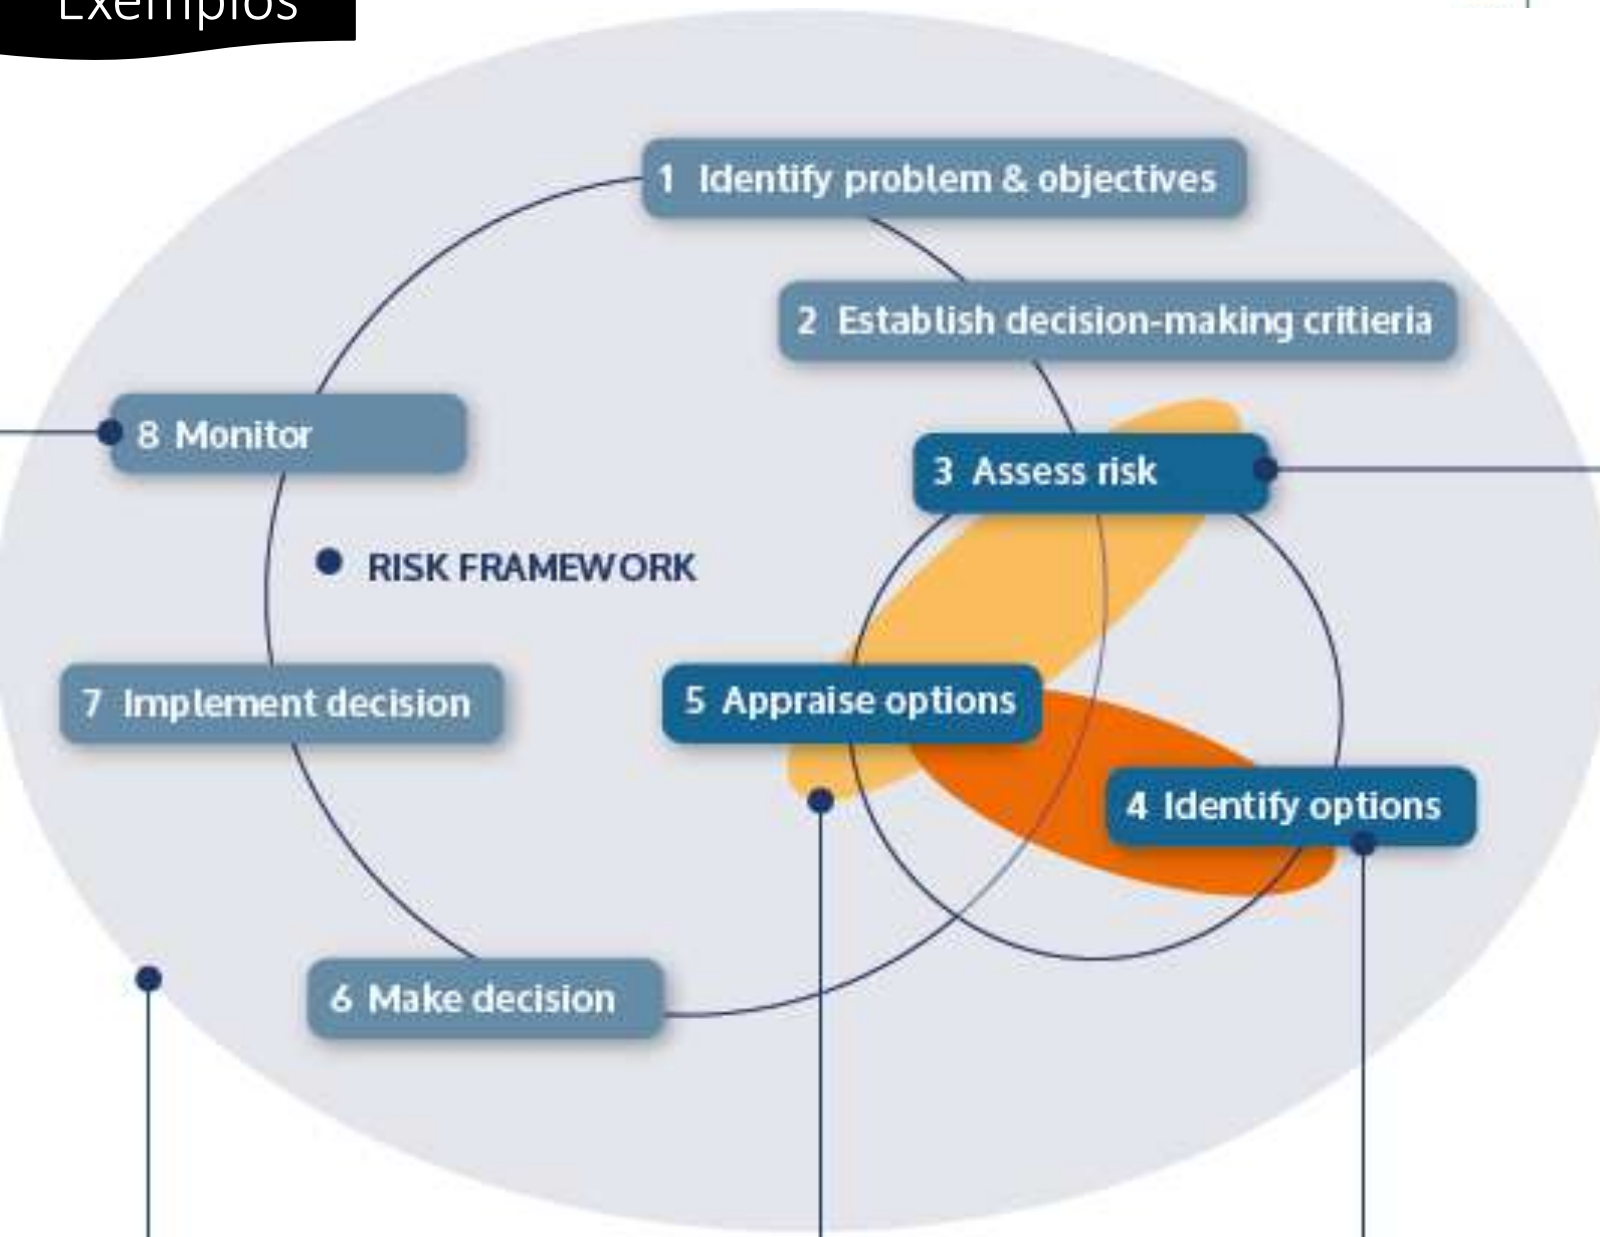 Exemplos
1 Identify problem & objectives
2 Establish decision-making critieria
3 Assess risk
8 Monitor
RISK FRAMEWORK
5 Appraise options
7 Implement decision
4 Identify options
6 Make decision